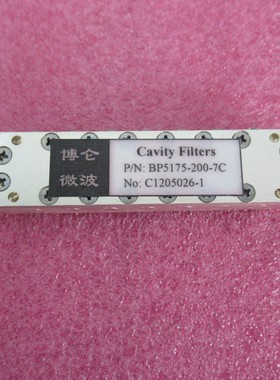 博仑
微波
Cavity Filters
P/N: BP5175-200-7C
No: C1205026-1